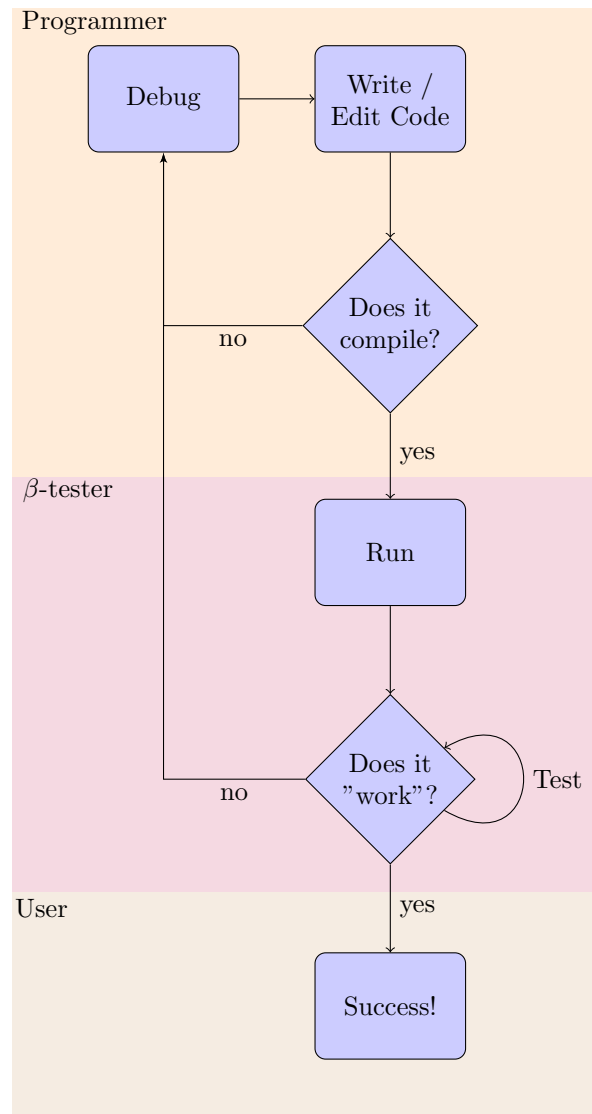 Programmer
Debug
Write /
Edit Code
Does it
compile?
no
yes
β-tester
Run
Does it
”work”?
Test
no
yes
User
Success!